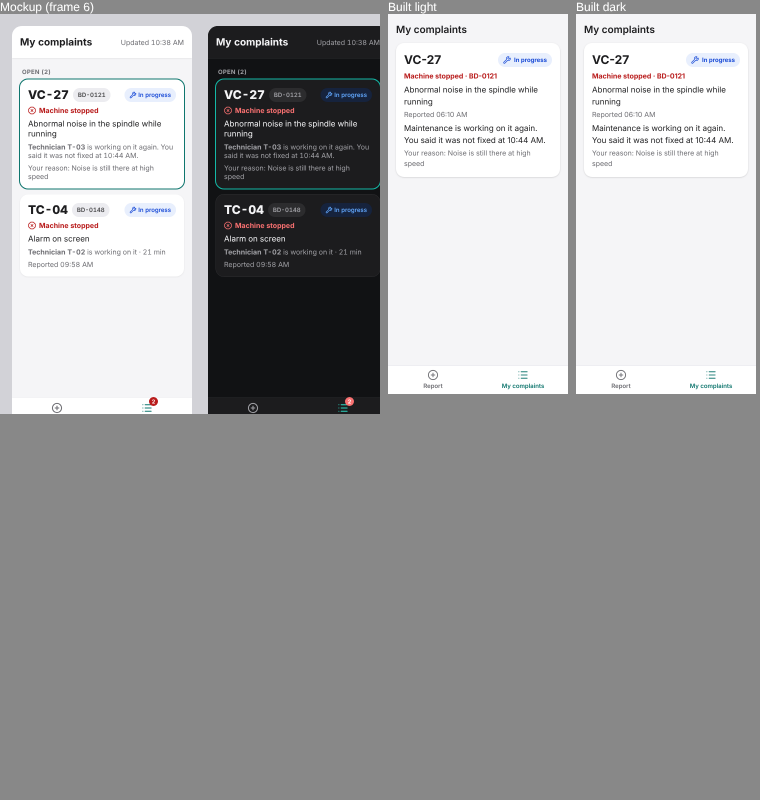 Mockup (frame 6)
My complaints
Updated 10:38 AM
OPEN (2)
VC-27
BD-0121
In progress
Machine stopped
Abnormal noise in the spindle while
running
Technician T-03 is working on it again. You
said it was not fixed at 10:44 AM.
Your reason: Noise is still there at high
speed
TC-04
BD-0148
In progress
Machine stopped
Alarm on screen
Technician T-02 is working on it · 21 min
Reported 09:58 AM
2
My complaints
Updated 10:38 AM
OPEN (2)
VC-27
BD-0121
In progress
Machine stopped
Abnormal noise in the spindle while
running
Technician T-03 is working on it again. You
said it was not fixed at 10:44 AM.
Your reason: Noise is still there at high
speed
TC-04
BD-0148
In progress
Machine stopped
Alarm on screen
Technician T-02 is working on it · 21 min
Reported 09:58 AM
2
Built light
My complaints
VC-27
In progress
Machine stopped · BD-0121
Abnormal noise in the spindle while
running
Reported 06:10 AM
Maintenance is working on it again.
You said it was not fixed at 10:44 AM.
Your reason: Noise is still there at high
speed
Report
My complaints
Built dark
My complaints
VC-27
In progress
Machine stopped · BD-0121
Abnormal noise in the spindle while
running
Reported 06:10 AM
Maintenance is working on it again.
You said it was not fixed at 10:44 AM.
Your reason: Noise is still there at high
speed
Report
My complaints